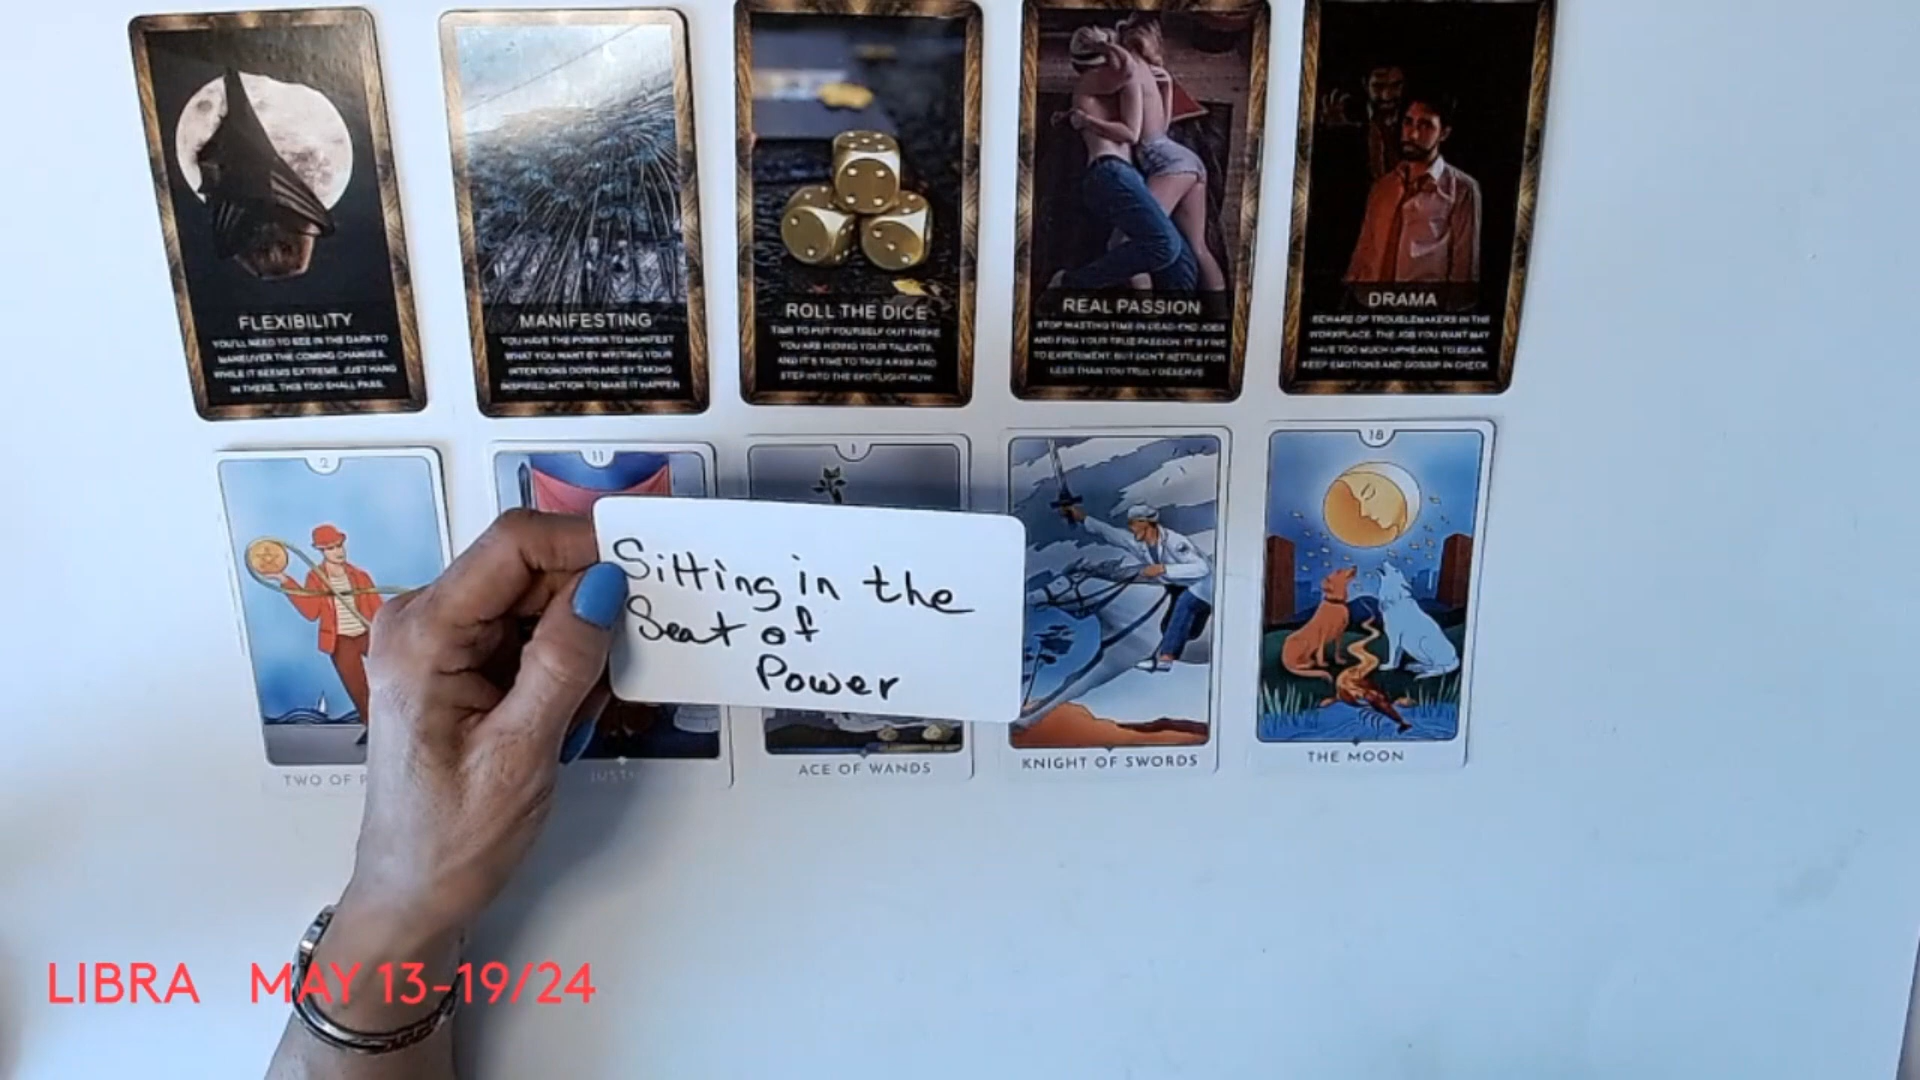 FLEXIBILITY
YOU'LL NEED TO SEE IN THE DARK TO
MANEUVER THE COMING CHANGES.
WHILE IT SEEMS EXTREME, JUST HANG
IN THERE. THIS TOO SHALL PASS.
MANIFESTING
YOU HAVE THE POWER TO MANIFEST
WHAT YOU WANT BY WRITING YOUR
INTENTIONS DOWN AND BY TAKING
INSPIRED ACTION TO MAKE IT HAPPEN
ROLL THE DICE
TIME TO PUT YOURSELF OUT THERE
YOU ARE HIDING YOUR TALENTS,
AND IT'S TIME TO TAKE A RISK AND
STEP INTO THE SPOTLIGHT NOW.
REAL PASSION
STOP WASTING TIME IN DEAD-END JOBS
AND FIND YOUR TRUE PASSION. IT'S FINE
TO EXPERIMENT, BUT DON'T SETTLE FOR
LESS THAN YOU TRULY DESERVE
DRAMA
BEWARE OF TROUBLEMAKERS IN THE
WORKPLACE. THE JOB YOU WANT MAY
HAVE TOO MUCH UPHEAVAL TO BEAR.
KEEP EMOTIONS AND GOSSIP IN CHECK
2
11
1
18
Sitting in the
Seat of
Power
TWO OF P
JUST
ACE OF WANDS
KNIGHT OF SWORDS
THE MOON
LIBRA MAY 13-19/24